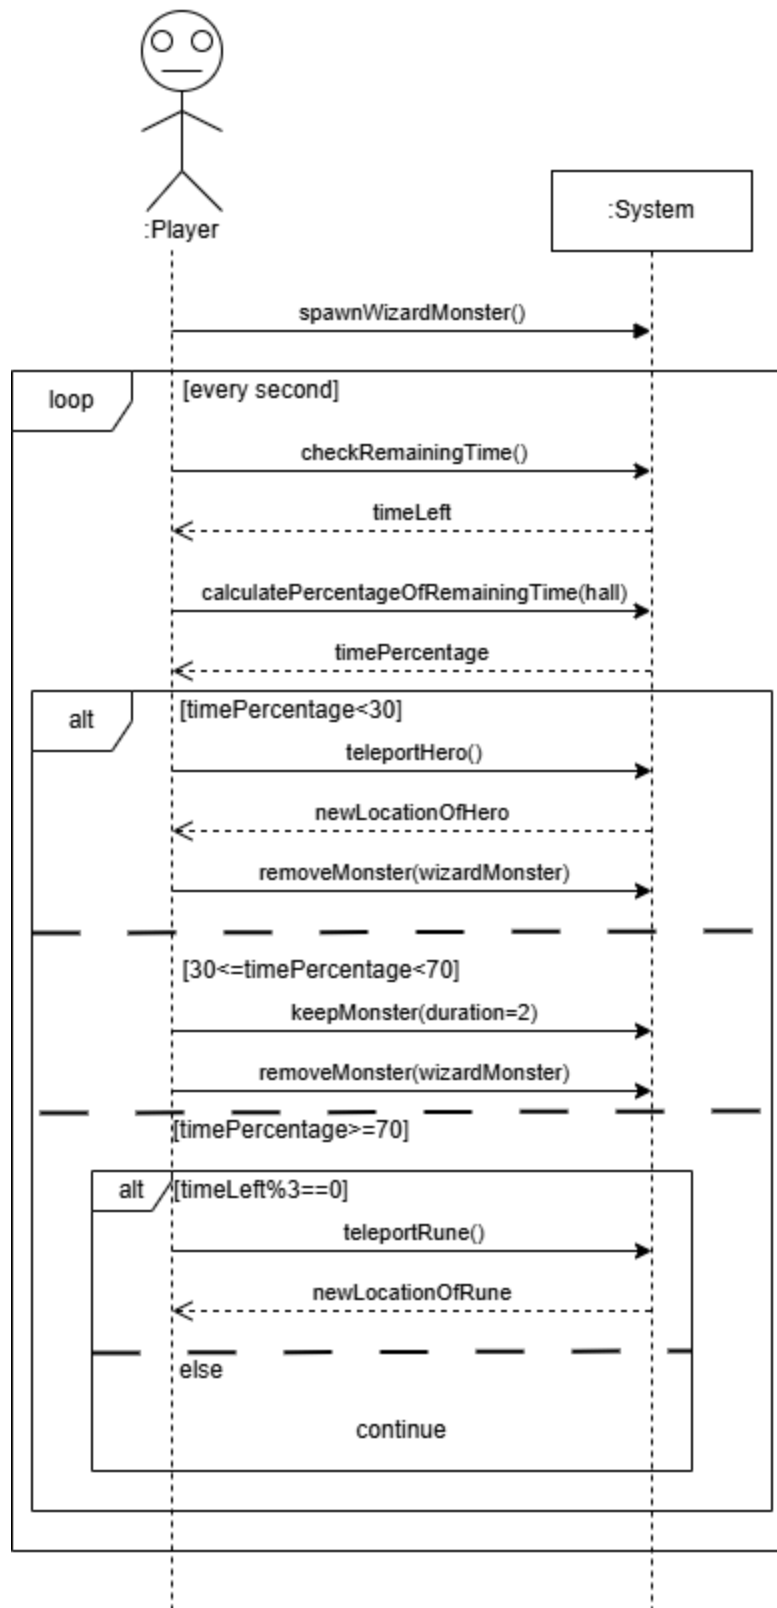 :Player
:System
spawnWizardMonster()
loop
[every second]
checkRemainingTime()
timeLeft
calculatePercentageOfRemainingTime(hall)
timePercentage
alt
[timePercentage<30]
teleportHero()
newLocationOfHero
removeMonster(wizardMonster)
[30<=timePercentage<70]
keepMonster(duration=2)
removeMonster(wizardMonster)
[timePercentage>=70]
alt
[timeLeft%3==0]
teleportRune()
newLocationOfRune
else
continue